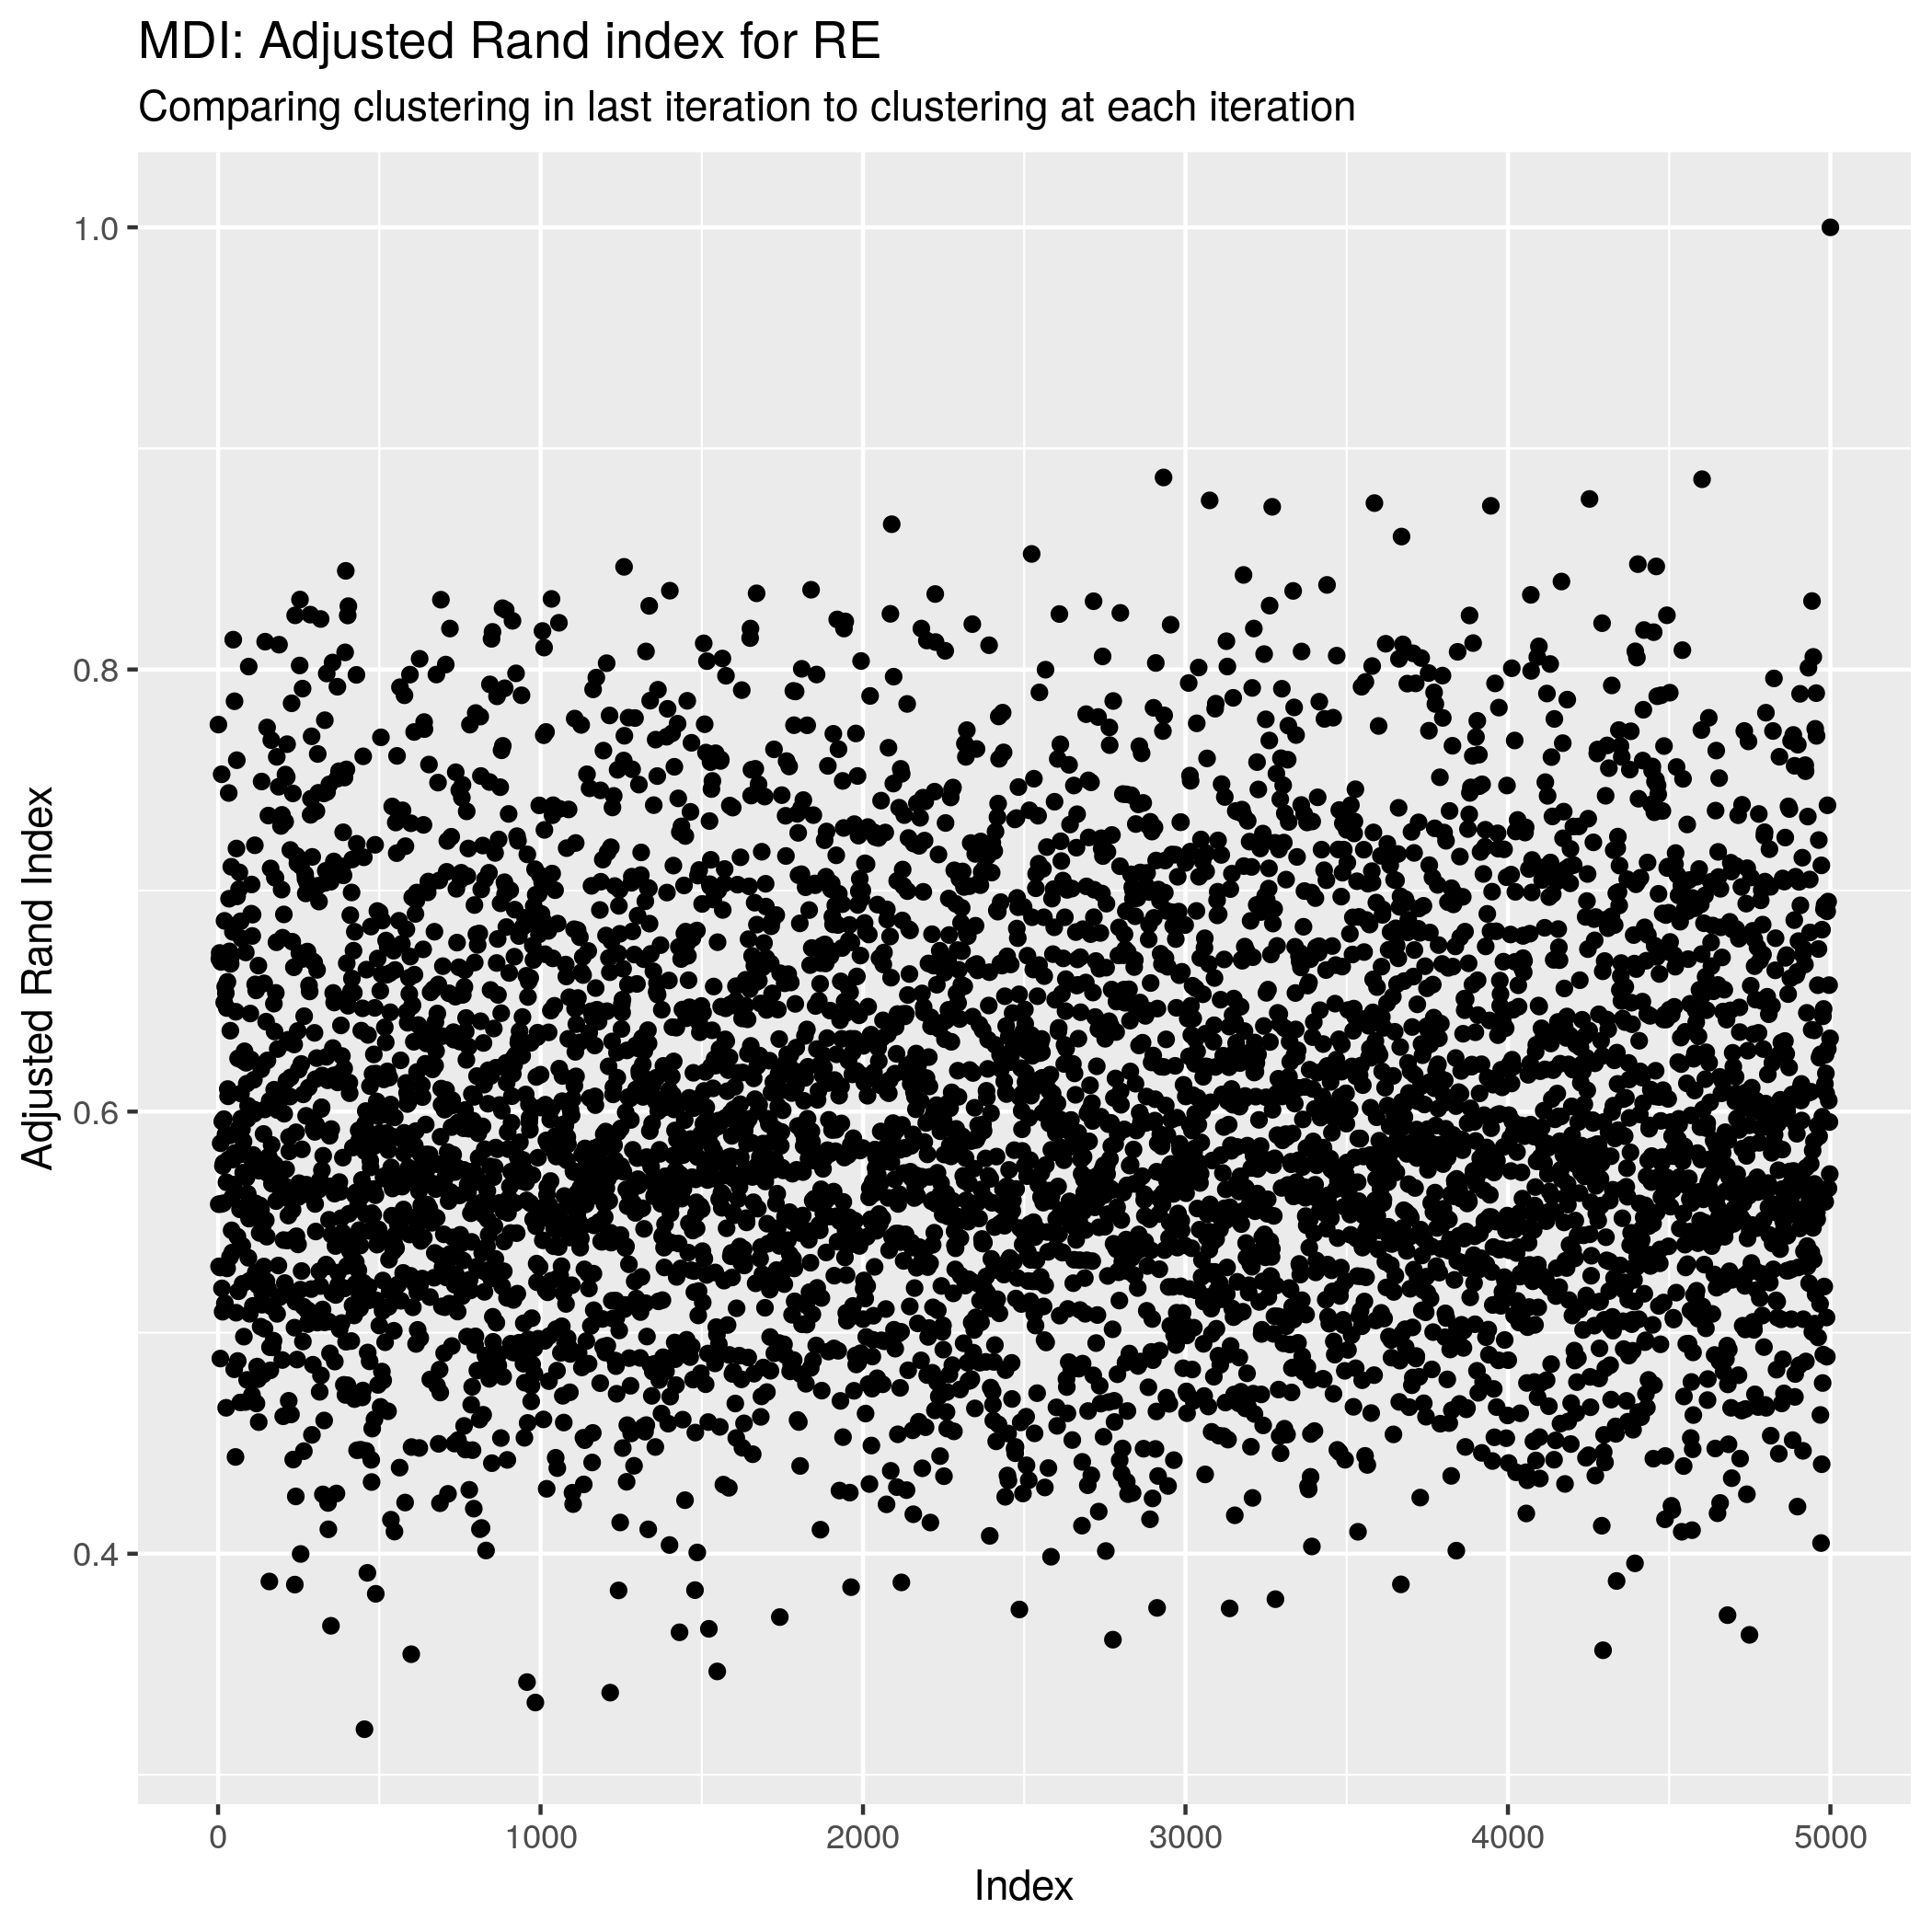 MDI: Adjusted Rand index for RE
Comparing clustering in last iteration to clustering at each iteration
Adjusted Rand Index
1.0
0.8
0.6
0.4
0 1000 2000 3000 4000 5000
Index